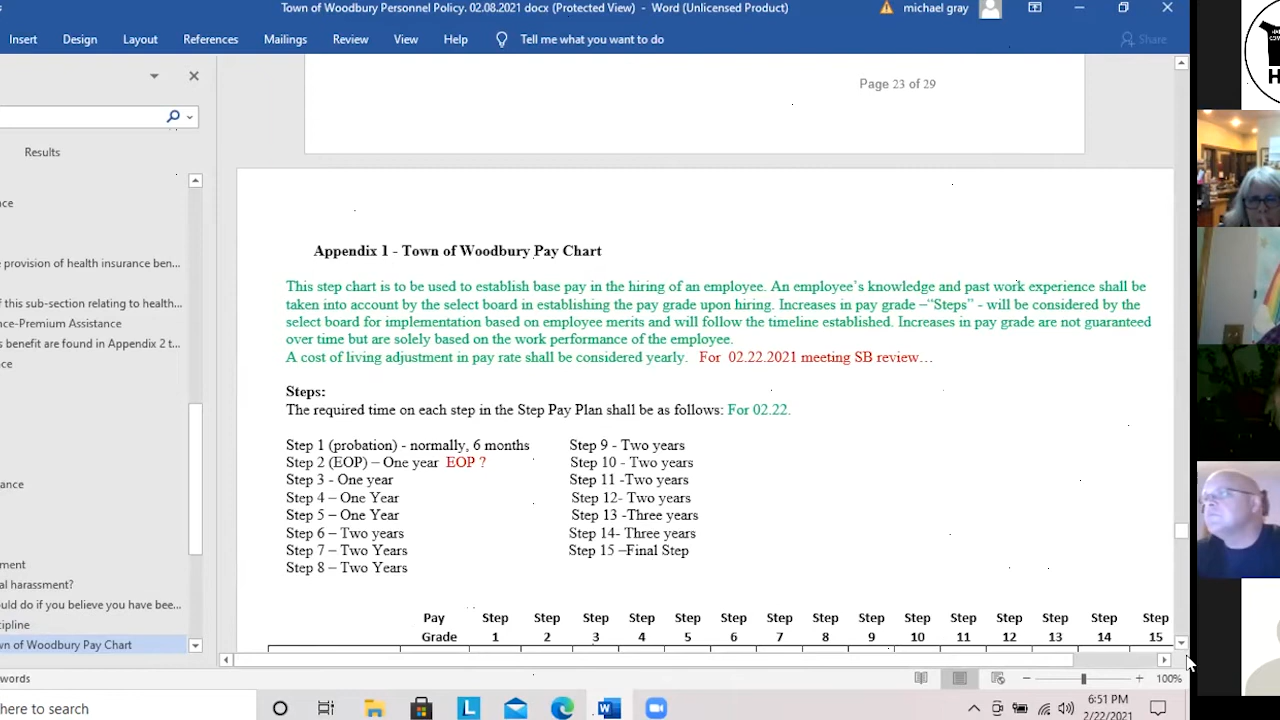 Town of Woodbury Personnel Policy. 02.08.2021 docx (Protected View) - Word (Unlicensed Product)
michael gray
Insert Design Layout References Mailings Review View Help Tell me what you want to do Share
Page 23 of 29
Results
provision of health insurance ben...
f this sub-section relating to health...
nce-Premium Assistance
s benefit are found in Appendix 2 t...
al harassment?
ould do if you believe you have bee...
cipline
wn of Woodbury Pay Chart
Appendix 1 - Town of Woodbury Pay Chart
This step chart is to be used to establish base pay in the hiring of an employee. An employee's knowledge and past work experience shall be
taken into account by the select board in establishing the pay grade upon hiring. Increases in pay grade –“Steps” - will be considered by the
select board for implementation based on employee merits and will follow the timeline established. Increases in pay grade are not guaranteed
over time but are solely based on the work performance of the employee.
A cost of living adjustment in pay rate shall be considered yearly. For 02.22.2021 meeting SB review…
Steps:
The required time on each step in the Step Pay Plan shall be as follows: For 02.22.
Step 1 (probation) - normally, 6 months
Step 2 (EOP) – One year EOP ?
Step 3 - One year
Step 4 – One Year
Step 5 – One Year
Step 6 – Two years
Step 7 – Two Years
Step 8 – Two Years
Step 9 - Two years
Step 10 - Two years
Step 11 -Two years
Step 12- Two years
Step 13 -Three years
Step 14- Three years
Step 15 –Final Step
Pay Step Step Step Step Step Step Step Step Step Step Step Step Step Step Step
Grade 1 2 3 4 5 6 7 8 9 10 11 12 13 14 15
words
100%
e to search
6:51 PM
2/22/2021